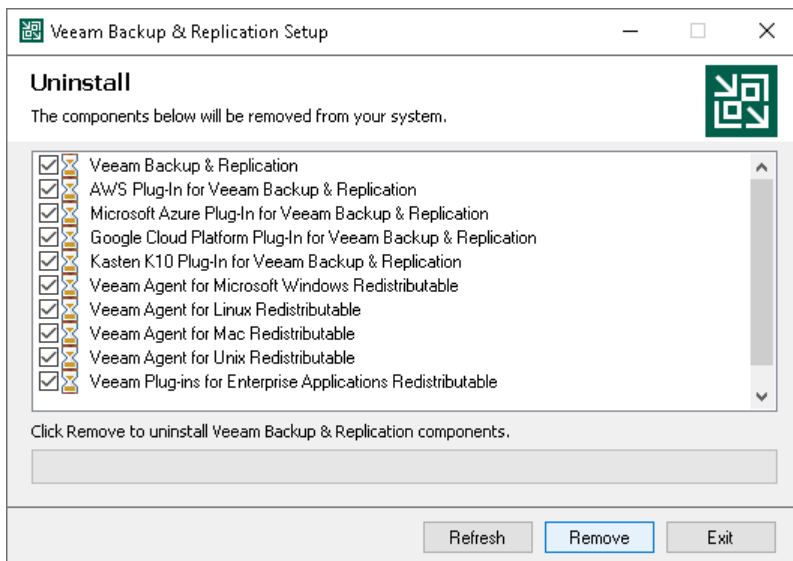 Veeam Backup & Replication Setup
Uninstall
The components below will be removed from your system.
Veeam Backup & Replication
AWS Plug-In for Veeam Backup & Replication
Microsoft Azure Plug-In for Veeam Backup & Replication
Google Cloud Platform Plug-In for Veeam Backup & Replication
Kasten K10 Plug-In for Veeam Backup & Replication
Veeam Agent for Microsoft Windows Redistributable
Veeam Agent for Linux Redistributable
Veeam Agent for Mac Redistributable
Veeam Agent for Unix Redistributable
Veeam Plug-ins for Enterprise Applications Redistributable
Click Remove to uninstall Veeam Backup & Replication components.
Refresh Remove Exit